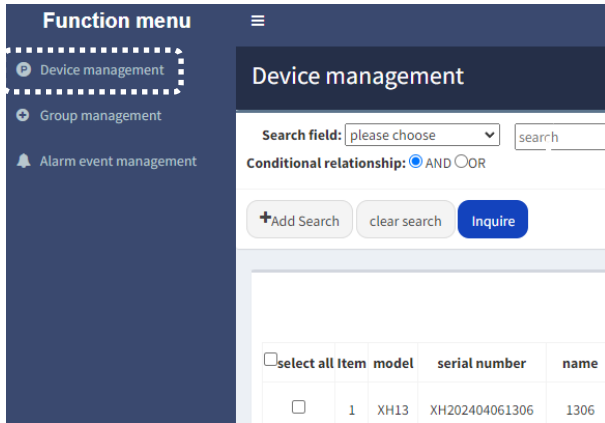 Function menu
Device management
Group management
Alarm event management
Device management
Search field: please choose search
Conditional relationship: AND OR
+Add Search clear search Inquire
select all Item model serial number name
1 XH13 XH202404061306 1306